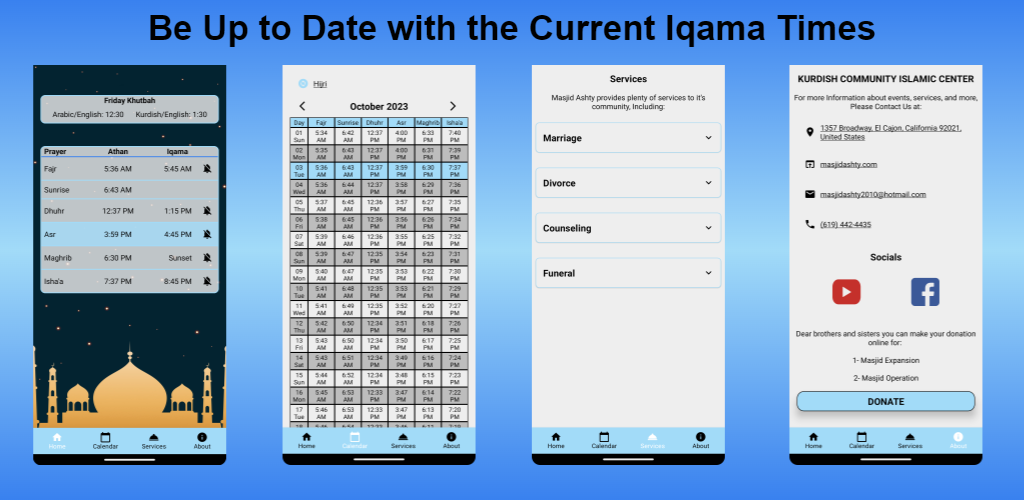 Be Up to Date with the Current Iqama Times
Friday Khutbah
Arabic/English: 12:30 Kurdish/English: 1:30
Prayer Athan Iqama
Fajr 5:36 AM 5:45 AM
Sunrise 6:43 AM
Dhuhr 12:37 PM 1:15 PM
Asr 3:59 PM 4:45 PM
Maghrib 6:30 PM Sunset
Isha'a 7:37 PM 8:45 PM
Home Calendar Services About
Hijri
October 2023
Day Fajr Sunrise Dhuhr Asr Maghrib Isha'a
01 5:34 6:42 12:37 4:00 6:33 7:40
Sun AM AM PM PM PM PM
02 5:35 6:43 12:37 4:00 6:31 7:39
Mon AM AM PM PM PM PM
03 5:36 6:43 12:37 3:59 6:30 7:37
Tue AM AM PM PM PM PM
04 5:36 6:44 12:37 3:58 6:29 7:36
Wed AM AM PM PM PM PM
05 5:37 6:45 12:36 3:57 6:27 7:35
Thu AM AM PM PM PM PM
06 5:38 6:45 12:36 3:56 6:26 7:34
Fri AM AM PM PM PM PM
07 5:39 6:46 12:36 3:55 6:25 7:32
Sat AM AM PM PM PM PM
08 5:39 6:47 12:35 3:54 6:23 7:31
Sun AM AM PM PM PM PM
09 5:40 6:47 12:35 3:53 6:22 7:30
Mon AM AM PM PM PM PM
10 5:41 6:48 12:35 3:53 6:21 7:29
Tue AM AM PM PM PM PM
11 5:41 6:49 12:35 3:52 6:20 7:27
Wed AM AM PM PM PM PM
12 5:42 6:50 12:34 3:51 6:18 7:26
Thu AM AM PM PM PM PM
13 5:43 6:50 12:34 3:50 6:17 7:25
Fri AM AM PM PM PM PM
14 5:43 6:51 12:34 3:49 6:16 7:24
Sat AM AM PM PM PM PM
15 5:44 6:52 12:34 3:48 6:15 7:23
Sun AM AM PM PM PM PM
16 5:45 6:53 12:33 3:47 6:14 7:22
Mon AM AM PM PM PM PM
17 5:46 6:53 12:33 3:47 6:13 7:20
Tue AM AM PM PM PM PM
Home Calendar Services About
Services
Masjid Ashty provides plenty of services to it's
community, Including:
Marriage
Divorce
Counseling
Funeral
Home Calendar Services About
KURDISH COMMUNITY ISLAMIC CENTER
For more Information about events, services, and more,
Please Contact Us at:
1357 Broadway, El Cajon, California 92021,
United States
masjidashty.com
masjidashty2010@hotmail.com
(619) 442-4435
Socials
Dear brothers and sisters you can make your donation
online for:
1- Masjid Expansion
2- Masjid Operation
DONATE
Home Calendar Services About